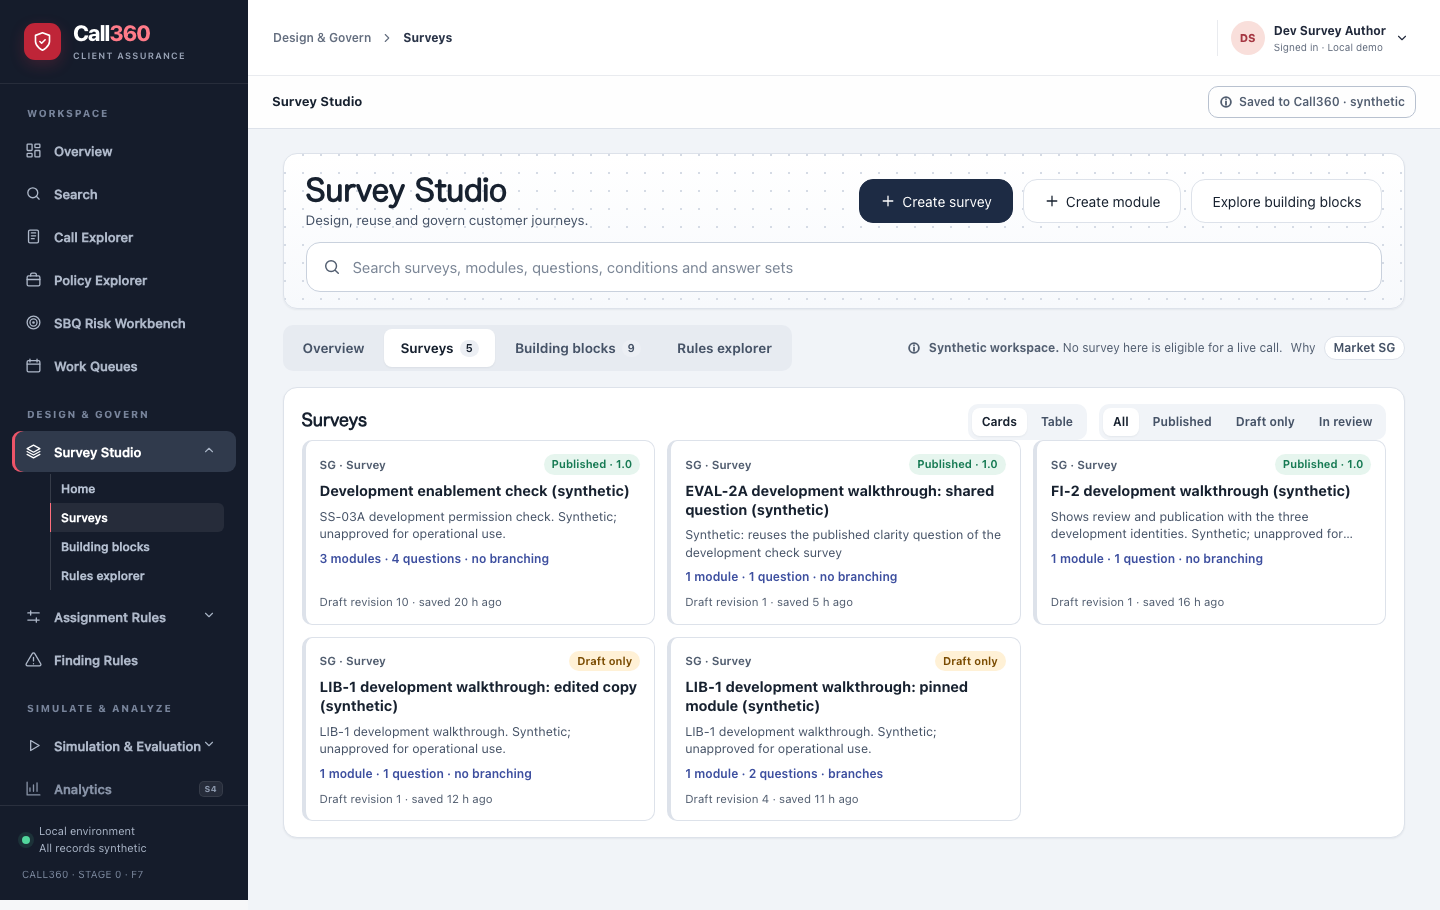 Call360
CLIENT ASSURANCE
WORKSPACE
Overview
Search
Call Explorer
Policy Explorer
SBQ Risk Workbench
Work Queues
DESIGN & GOVERN
Survey Studio
Home
Surveys
Building blocks
Rules explorer
Assignment Rules
Finding Rules
SIMULATE & ANALYZE
Simulation & Evaluation
Analytics S4
Local environment
All records synthetic
CALL360 · STAGE 0 · F7
Design & Govern > Surveys
DS
Dev Survey Author
Signed in · Local demo
Survey Studio
Saved to Call360 · synthetic
Survey Studio
Design, reuse and govern customer journeys.
+ Create survey
+ Create module
Explore building blocks
Search surveys, modules, questions, conditions and answer sets
Overview
Surveys 5
Building blocks 9
Rules explorer
Synthetic workspace. No survey here is eligible for a live call. Why Market SG
Surveys
Cards Table
All Published Draft only In review
SG · Survey Published · 1.0
Development enablement check (synthetic)
SS-03A development permission check. Synthetic;
unapproved for operational use.
3 modules · 4 questions · no branching
Draft revision 10 · saved 20 h ago
SG · Survey Published · 1.0
EVAL-2A development walkthrough: shared
question (synthetic)
Synthetic: reuses the published clarity question of the
development check survey
1 module · 1 question · no branching
Draft revision 1 · saved 5 h ago
SG · Survey Published · 1.0
FI-2 development walkthrough (synthetic)
Shows review and publication with the three
development identities. Synthetic; unapproved for…
1 module · 1 question · no branching
Draft revision 1 · saved 16 h ago
SG · Survey Draft only
LIB-1 development walkthrough: edited copy
(synthetic)
LIB-1 development walkthrough. Synthetic;
unapproved for operational use.
1 module · 1 question · no branching
Draft revision 1 · saved 12 h ago
SG · Survey Draft only
LIB-1 development walkthrough: pinned
module (synthetic)
LIB-1 development walkthrough. Synthetic;
unapproved for operational use.
1 module · 2 questions · branches
Draft revision 4 · saved 11 h ago